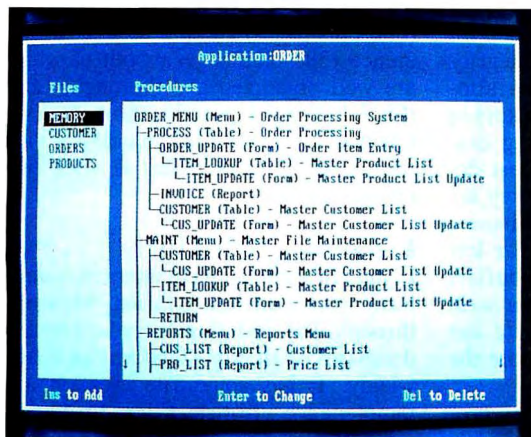 Application:ORDER
Files
Procedures
MEMORY
CUSTOMER
ORDERS
PRODUCTS
ORDER_MENU (Menu) - Order Processing System
PROCESS (Table) - Order Processing
ORDER_UPDATE (Form) - Order Item Entry
ITEM_LOOKUP (Table) - Master Product List
ITEM_UPDATE (Form) - Master Product List Update
INVOICE (Report)
CUSTOMER (Table) - Master Customer List
CUS_UPDATE (Form) - Master Customer List Update
MAINT (Menu) - Master File Maintenance
CUSTOMER (Table) - Master Customer List
CUS_UPDATE (Form) - Master Customer List Update
ITEM_LOOKUP (Table) - Master Product List
ITEM_UPDATE (Form) - Master Product List Update
RETURN
REPORTS (Menu) - Reports Menu
CUS_LIST (Report) - Customer List
PRO_LIST (Report) - Price List
Ins to Add
Enter to Change
Del to Delete